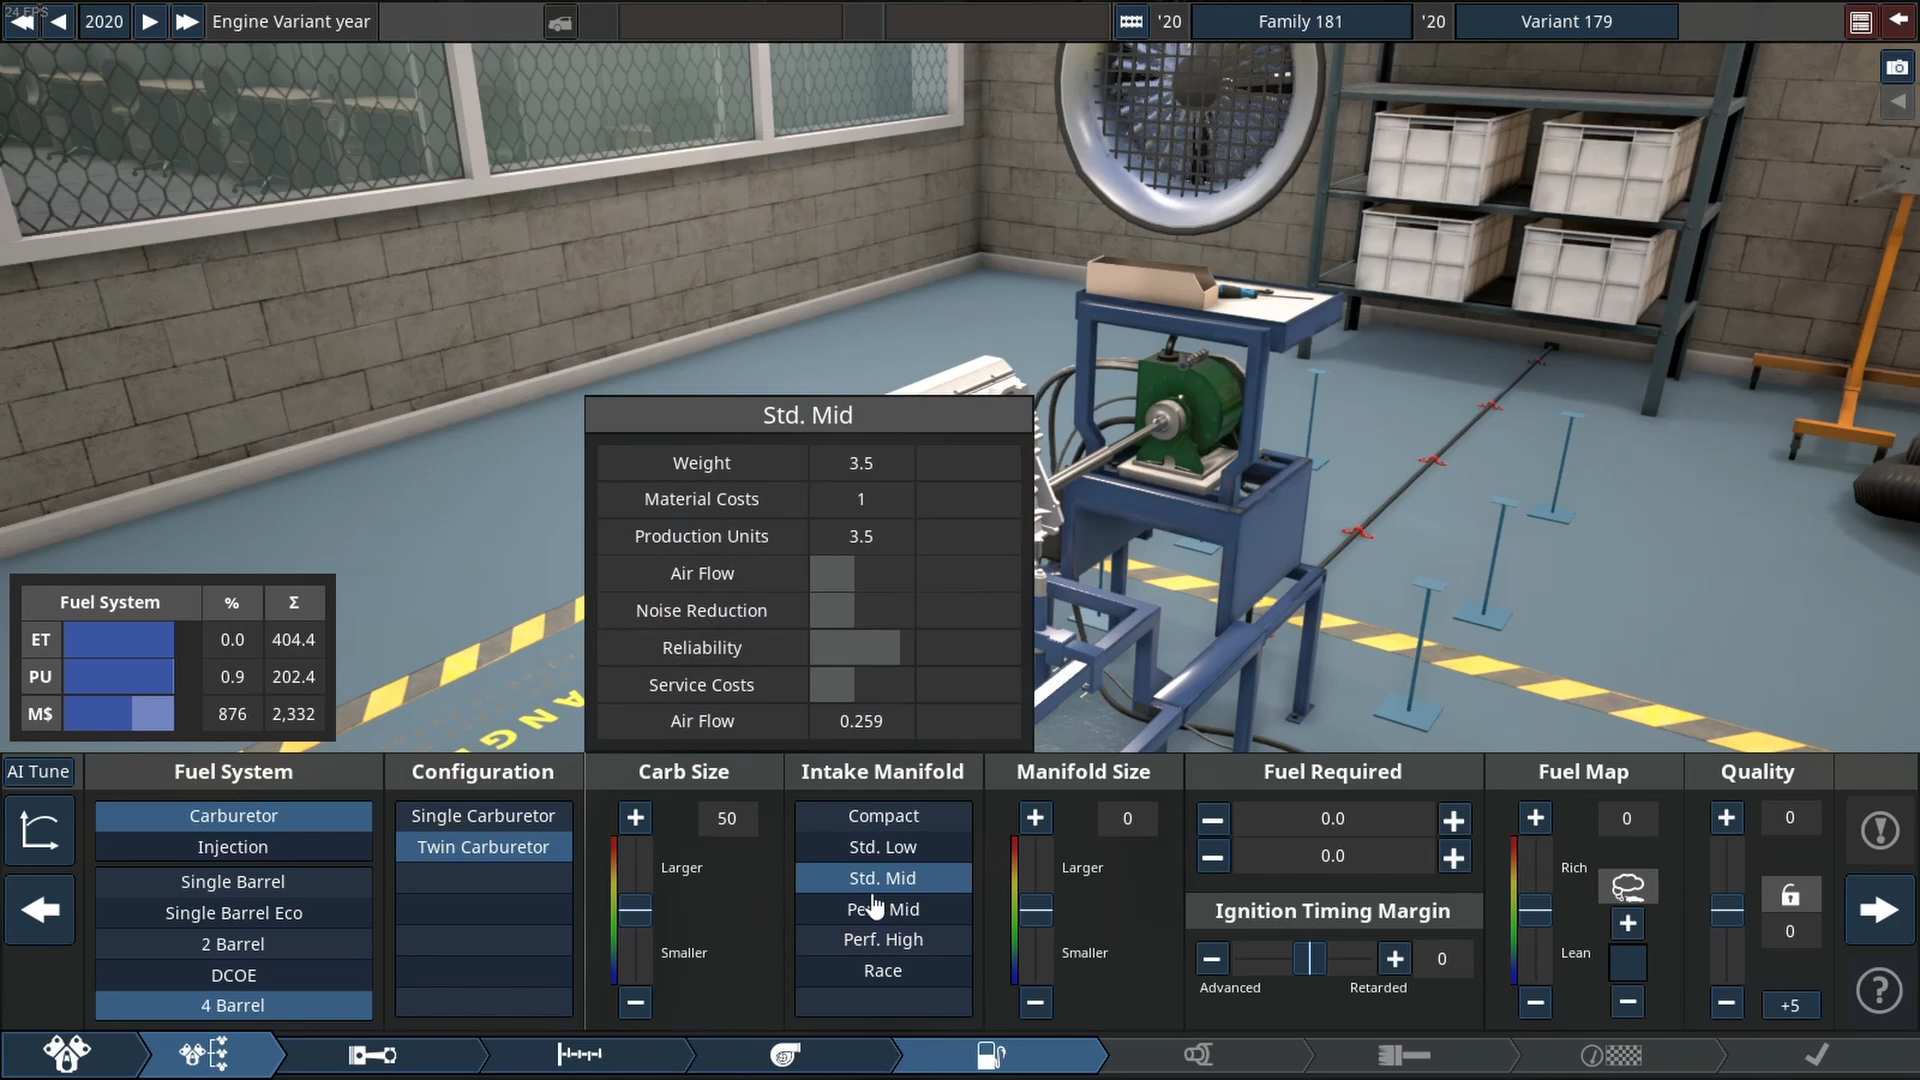 24 FPS
2020
Engine Variant year
'20
Family 181
'20
Variant 179
Std. Mid
Weight 3.5
Material Costs 1
Production Units 3.5
Air Flow
Noise Reduction
Reliability
Service Costs
Air Flow 0.259
Fuel System % Σ
ET 0.0 404.4
PU 0.9 202.4
M$ 876 2,332
AI Tune
Fuel System
Carburetor
Injection
Single Barrel
Single Barrel Eco
2 Barrel
DCOE
4 Barrel
Configuration
Single Carburetor
Twin Carburetor
Carb Size
50
Larger
Smaller
Intake Manifold
Compact
Std. Low
Std. Mid
Perf. Mid
Perf. High
Race
Manifold Size
0
Larger
Smaller
Fuel Required
0.0
0.0
Ignition Timing Margin
0
Advanced Retarded
Fuel Map
0
Rich
Lean
Quality
0
0
+5